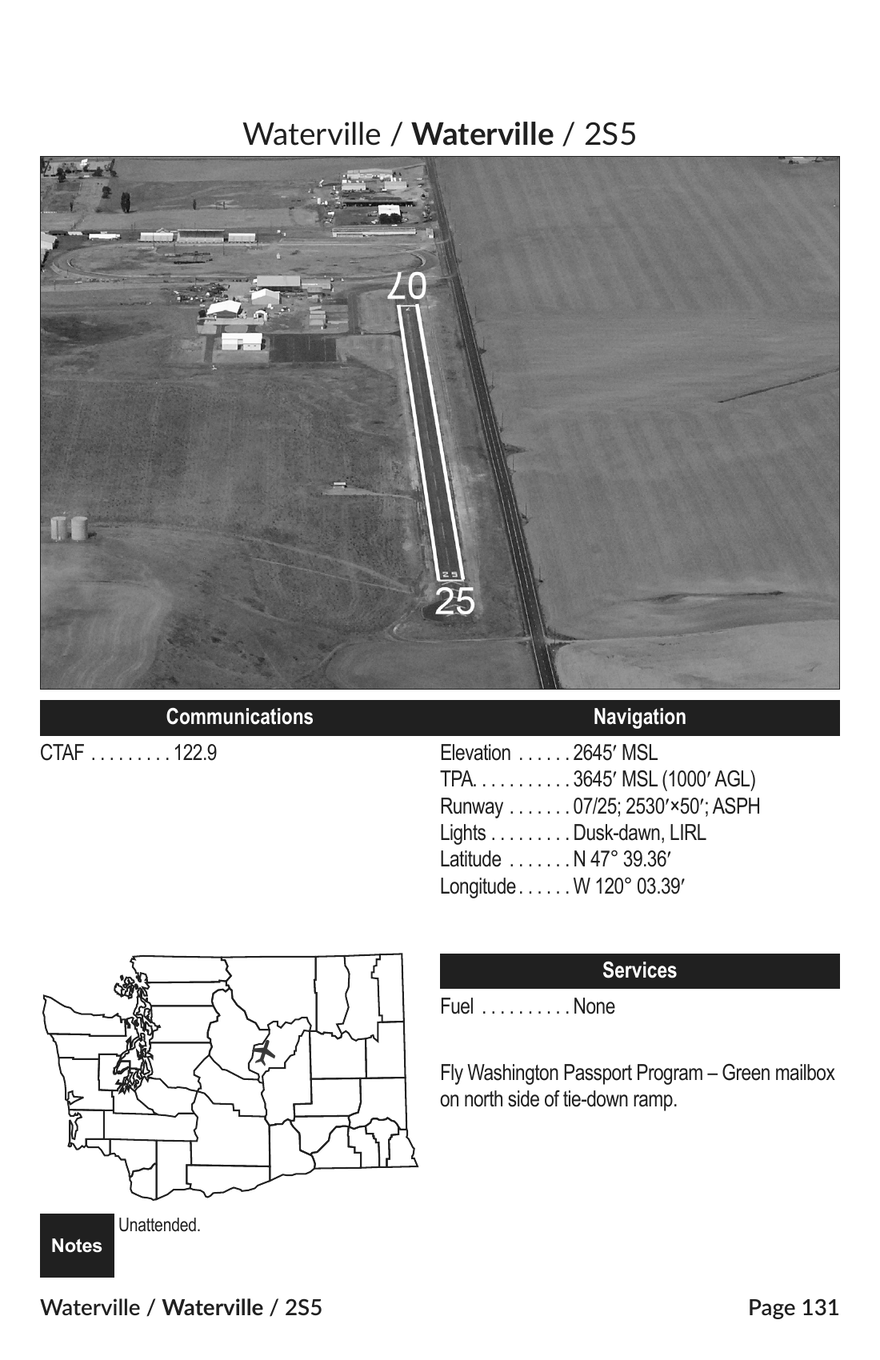 Waterville / Waterville / 2S5
07
25
25
Communications
CTAF . . . . . . . . . 122.9
Navigation
Elevation . . . . . . 2645′ MSL
TPA. . . . . . . . . . . 3645′ MSL (1000′ AGL)
Runway . . . . . . . 07/25; 2530′×50′; ASPH
Lights . . . . . . . . . Dusk-dawn, LIRL
Latitude . . . . . . . N 47° 39.36′
Longitude . . . . . . W 120° 03.39′
Services
Fuel . . . . . . . . . . None
Fly Washington Passport Program – Green mailbox
on north side of tie-down ramp.
Notes
Unattended.
Waterville / Waterville / 2S5
Page 131